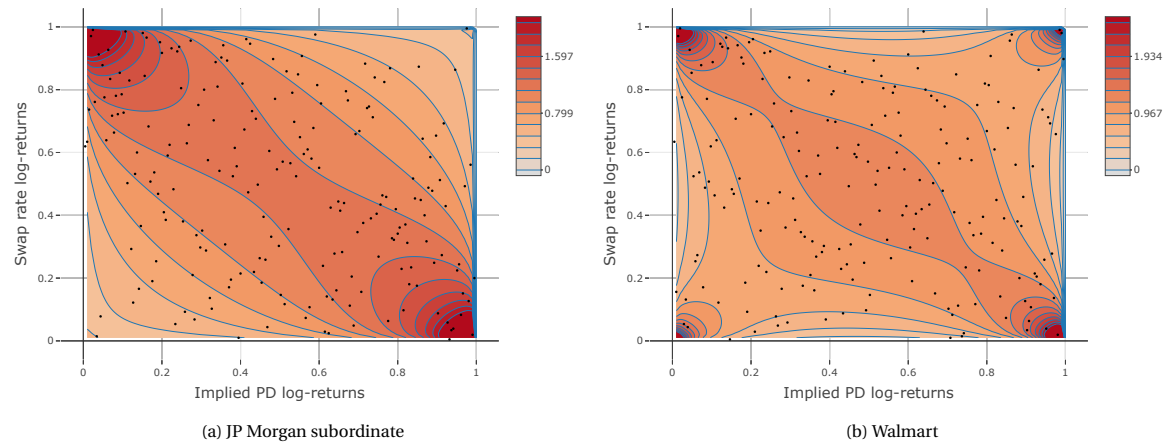 1
0.8
0.6
0.4
0.2
0
Swap rate log-returns
0 0.2 0.4 0.6 0.8 1
Implied PD log-returns
1.597
0.799
0
(a) JP Morgan subordinate
1
0.8
0.6
0.4
0.2
0
Swap rate log-returns
0 0.2 0.4 0.6 0.8 1
Implied PD log-returns
1.934
0.967
0
(b) Walmart